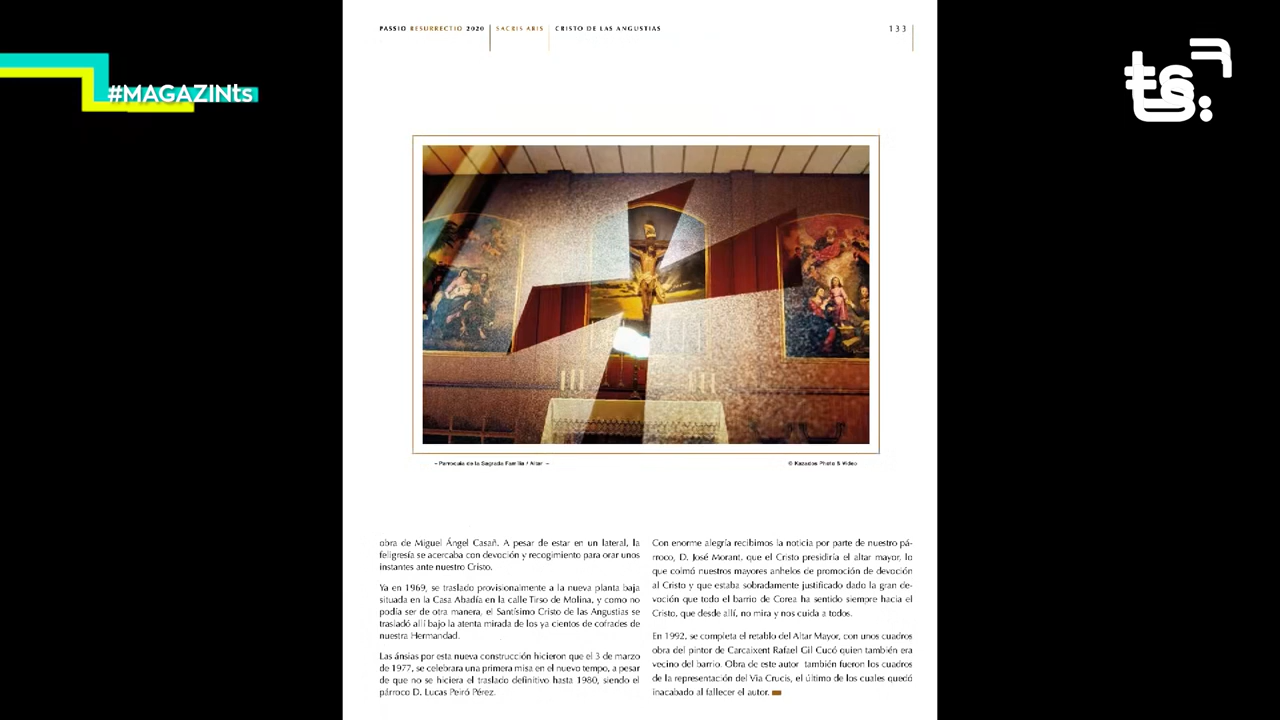 PASSIO RESURRECTIO 2020 SACRIS ARIS CRISTO DE LAS ANGUSTIAS 133
#MAGAZINts
ts
– Parroquia de la Sagrada Familia / Altar –
© Kazados Photo & Video
obra de Miguel Ángel Casañ. A pesar de estar en un lateral, la
feligresía se acercaba con devoción y recogimiento para orar unos
instantes ante nuestro Cristo.
Ya en 1969, se traslado provisionalmente a la nueva planta baja
situada en la Casa Abadía en la calle Tirso de Molina, y como no
podía ser de otra manera, el Santísimo Cristo de las Angustias se
trasladó allí bajo la atenta mirada de los ya cientos de cofrades de
nuestra Hermandad.
Las ánsias por esta nueva construcción hicieron que el 3 de marzo
de 1977, se celebrara una primera misa en el nuevo tempo, a pesar
de que no se hiciera el traslado definitivo hasta 1980, siendo el
párroco D. Lucas Peiró Pérez.
Con enorme alegría recibimos la noticia por parte de nuestro pá-
rroco, D. José Morant, que el Cristo presidiría el altar mayor, lo
que colmó nuestros mayores anhelos de promoción de devoción
al Cristo y que estaba sobradamente justificado dado la gran de-
voción que todo el barrio de Corea ha sentido siempre hacia el
Cristo, que desde allí, no mira y nos cuida a todos.
En 1992, se completa el retablo del Altar Mayor, con unos cuadros
obra del pintor de Carcaixent Rafael Gil Cucó quien también era
vecino del barrio. Obra de este autor también fueron los cuadros
de la representación del Via Crucis, el último de los cuales quedó
inacabado al fallecer el autor.